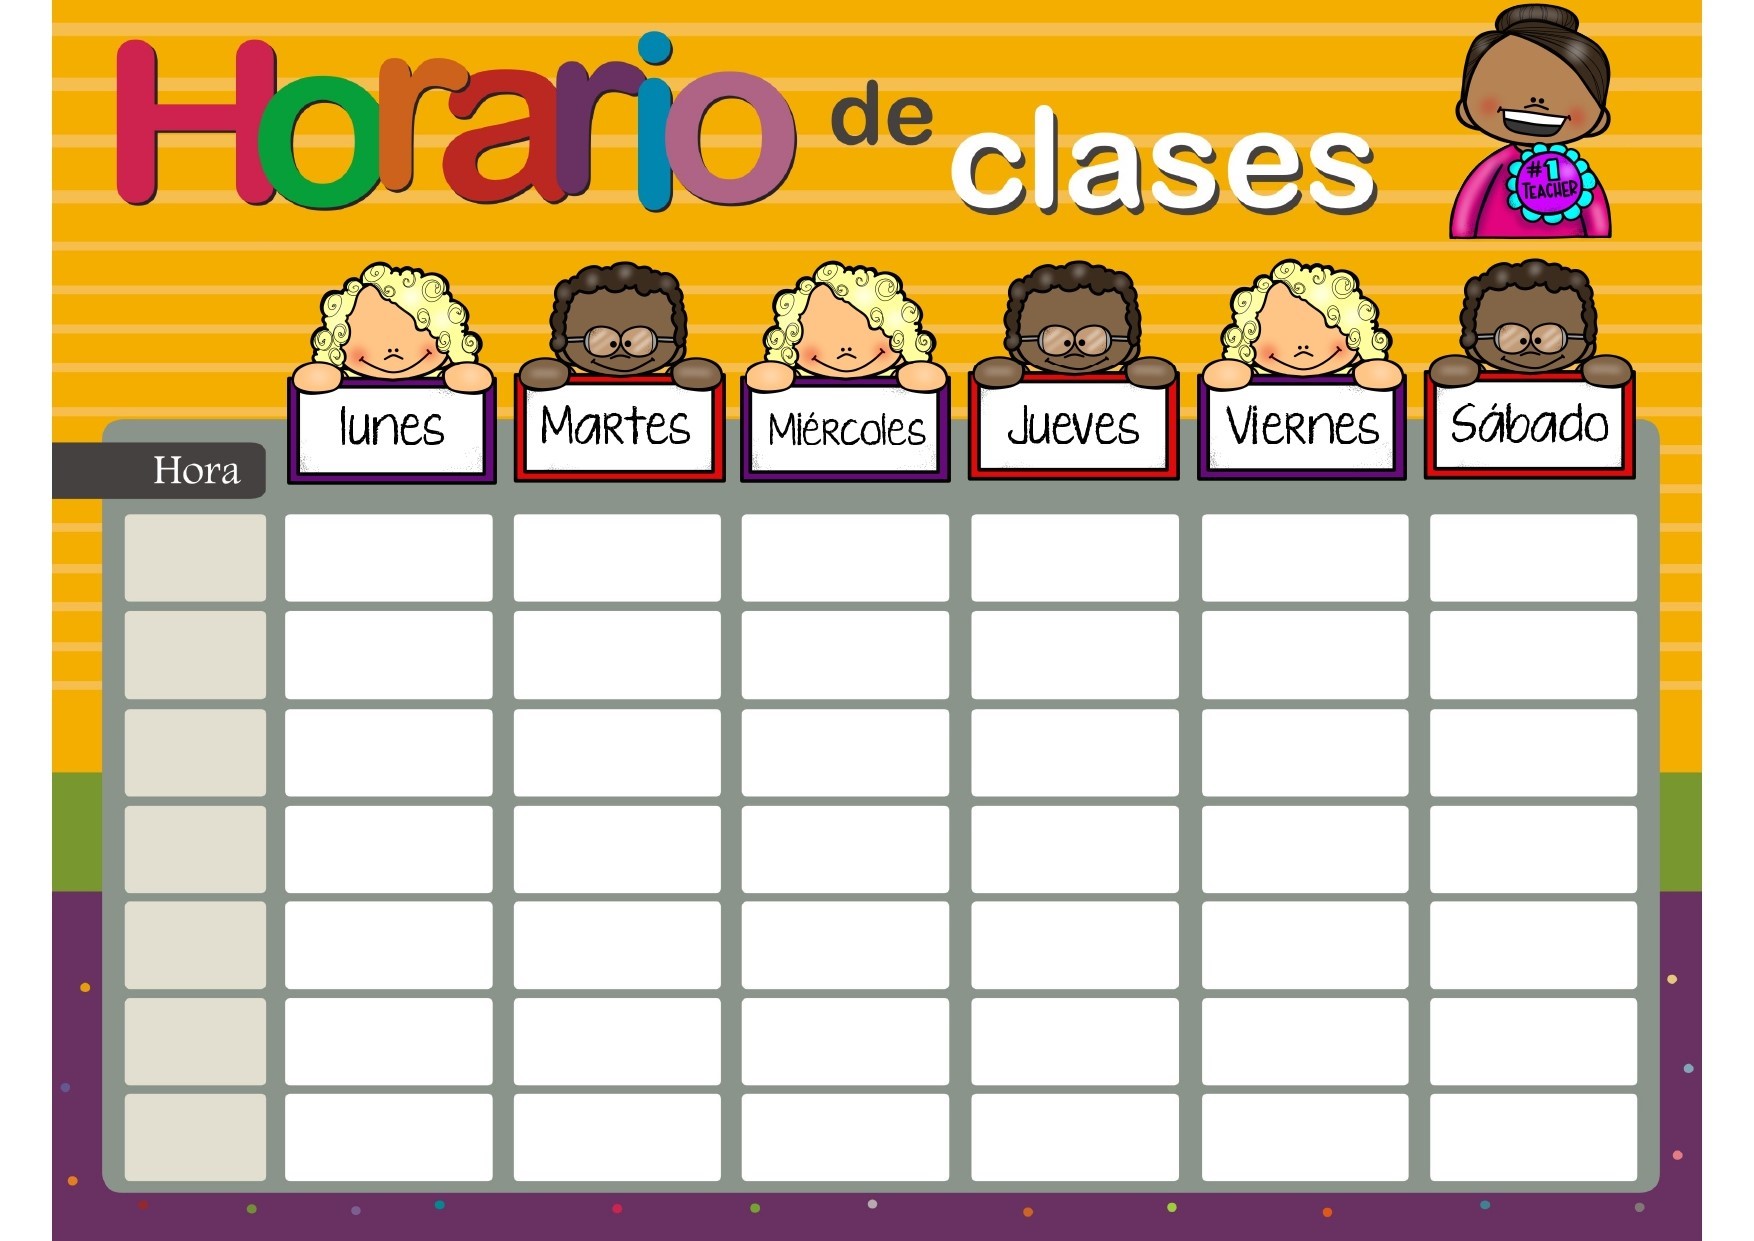 Horario de clases
#1
TEACHER
lunes Martes Miércoles Jueves Viernes Sábado
Hora